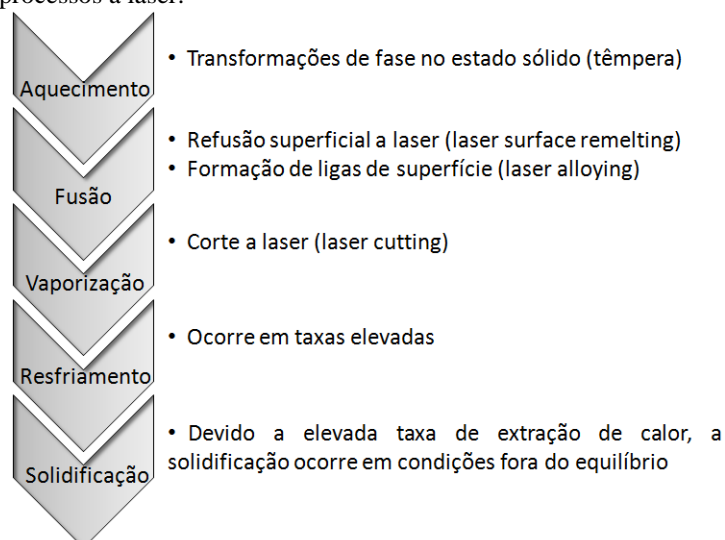 processos a laser.
Aquecimento
• Transformações de fase no estado sólido (têmpera)
Fusão
• Refusão superficial a laser (laser surface remelting)
• Formação de ligas de superfície (laser alloying)
Vaporização
• Corte a laser (laser cutting)
Resfriamento
• Ocorre em taxas elevadas
Solidificação
• Devido a elevada taxa de extração de calor, a
solidificação ocorre em condições fora do equilíbrio